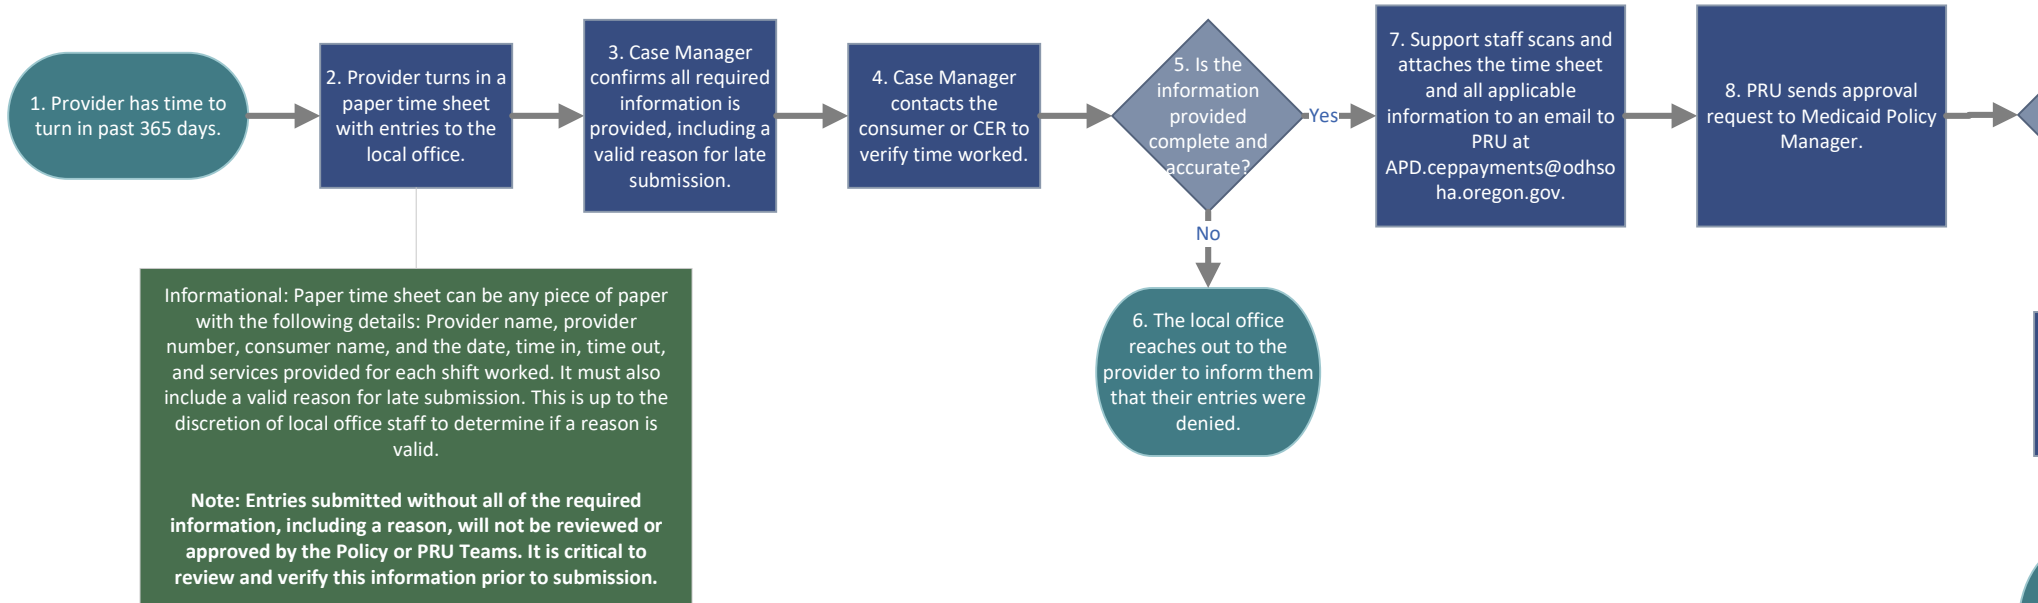 1. Provider has time to
turn in past 365 days.
2. Provider turns in a
paper time sheet
with entries to the
local office.
3. Case Manager
confirms all required
information is
provided, including a
valid reason for late
submission.
4. Case Manager
contacts the
consumer or CER to
verify time worked.
5. Is the
information
provided
complete and
accurate?
Yes
No
6. The local office
reaches out to the
provider to inform them
that their entries were
denied.
7. Support staff scans and
attaches the time sheet
and all applicable
information to an email to
PRU at
APD.ceppayments@odhso
ha.oregon.gov.
8. PRU sends approval
request to Medicaid Policy
Manager.
Informational: Paper time sheet can be any piece of paper
with the following details: Provider name, provider
number, consumer name, and the date, time in, time out,
and services provided for each shift worked. It must also
include a valid reason for late submission. This is up to the
discretion of local office staff to determine if a reason is
valid.
Note: Entries submitted without all of the required
information, including a reason, will not be reviewed or
approved by the Policy or PRU Teams. It is critical to
review and verify this information prior to submission.